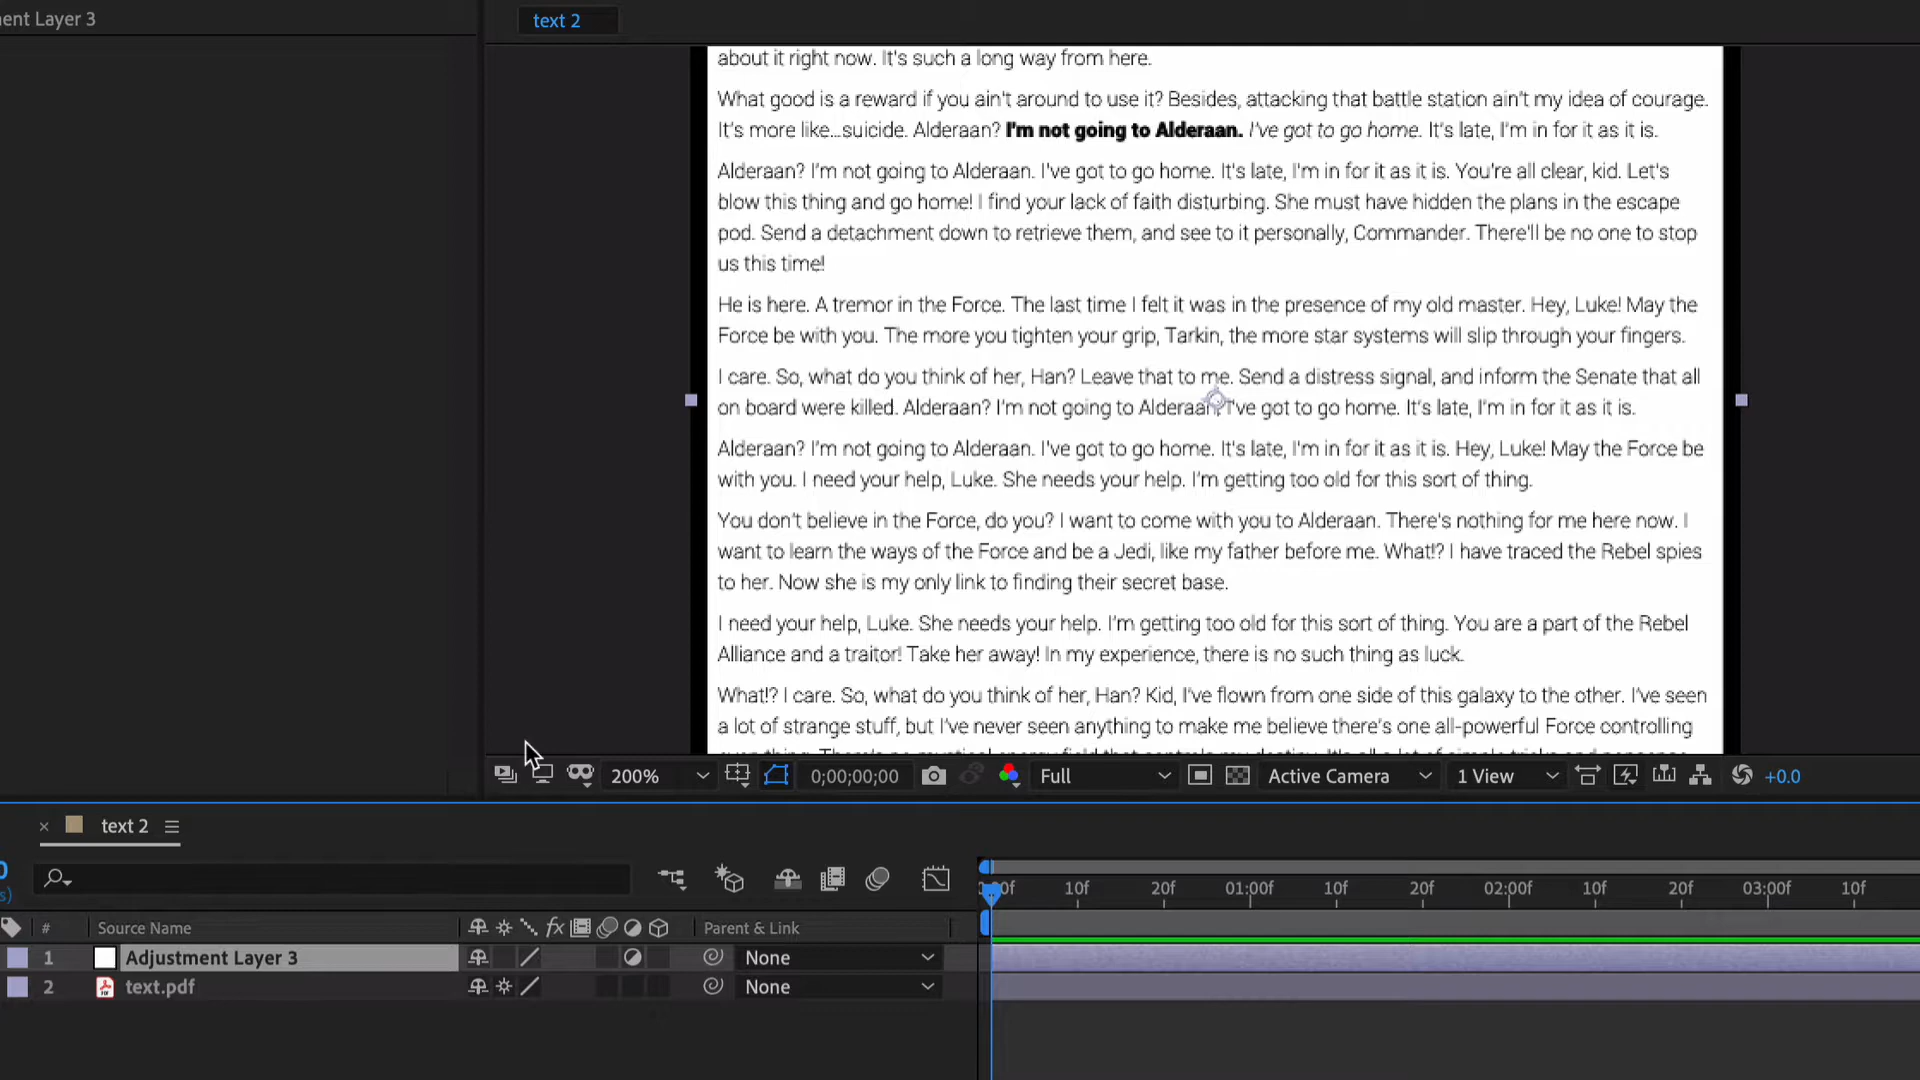 ent Layer 3
text 2
about it right now. It's such a long way from here.
What good is a reward if you ain't around to use it? Besides, attacking that battle station ain't my idea of courage.
It's more like...suicide. Alderaan? I'm not going to Alderaan. I've got to go home. It's late, I'm in for it as it is.
Alderaan? I'm not going to Alderaan. I've got to go home. It's late, I'm in for it as it is. You're all clear, kid. Let's
blow this thing and go home! I find your lack of faith disturbing. She must have hidden the plans in the escape
pod. Send a detachment down to retrieve them, and see to it personally, Commander. There'll be no one to stop
us this time!
He is here. A tremor in the Force. The last time I felt it was in the presence of my old master. Hey, Luke! May the
Force be with you. The more you tighten your grip, Tarkin, the more star systems will slip through your fingers.
I care. So, what do you think of her, Han? Leave that to me. Send a distress signal, and inform the Senate that all
on board were killed. Alderaan? I'm not going to Alderaan. I've got to go home. It's late, I'm in for it as it is.
Alderaan? I'm not going to Alderaan. I've got to go home. It's late, I'm in for it as it is. Hey, Luke! May the Force be
with you. I need your help, Luke. She needs your help. I'm getting too old for this sort of thing.
You don't believe in the Force, do you? I want to come with you to Alderaan. There's nothing for me here now. I
want to learn the ways of the Force and be a Jedi, like my father before me. What!? I have traced the Rebel spies
to her. Now she is my only link to finding their secret base.
I need your help, Luke. She needs your help. I'm getting too old for this sort of thing. You are a part of the Rebel
Alliance and a traitor! Take her away! In my experience, there is no such thing as luck.
What!? I care. So, what do you think of her, Han? Kid, I've flown from one side of this galaxy to the other. I've seen
a lot of strange stuff, but I've never seen anything to make me believe there's one all-powerful Force controlling
200% 0;00;00;00 Full Active Camera 1 View +0.0
text 2
00f 10f 20f 01:00f 10f 20f 02:00f 10f 20f 03:00f 10f
# Source Name fx Parent & Link
1 Adjustment Layer 3 None
2 text.pdf None